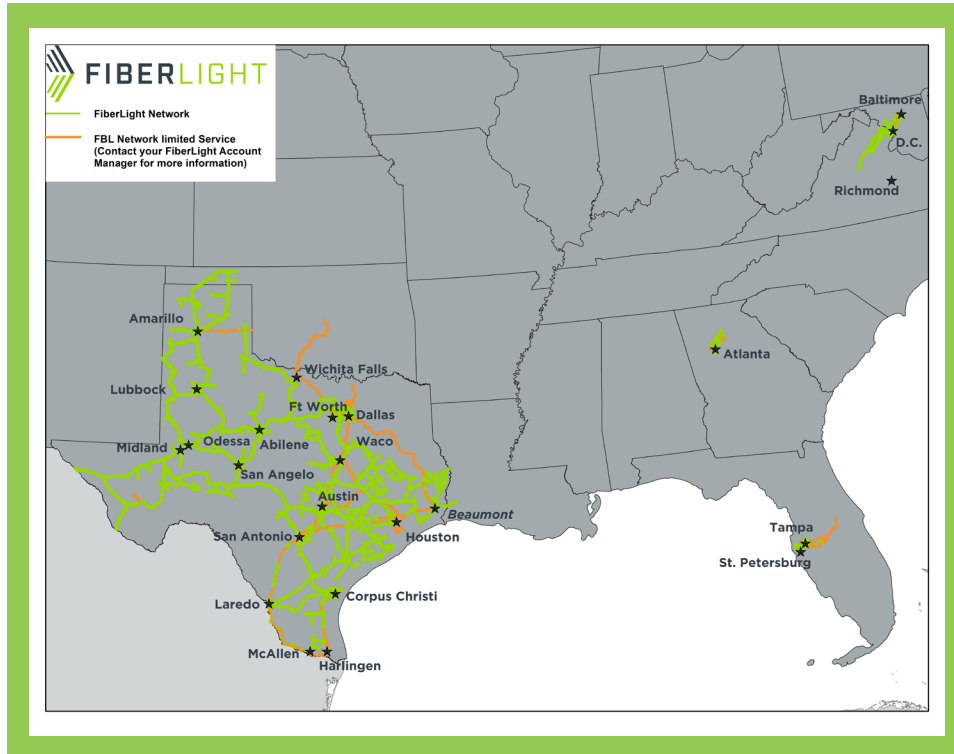 FIBERLIGHT
FiberLight Network
FBL Network limited Service
(Contact your FiberLight Account
Manager for more information)
Baltimore
D.C.
Richmond
Amarillo
Atlanta
Wichita Falls
Lubbock
Ft Worth
Dallas
Midland
Odessa
Abilene
Waco
San Angelo
Austin
Beaumont
San Antonio
Houston
Tampa
St. Petersburg
Laredo
Corpus Christi
McAllen
Harlingen